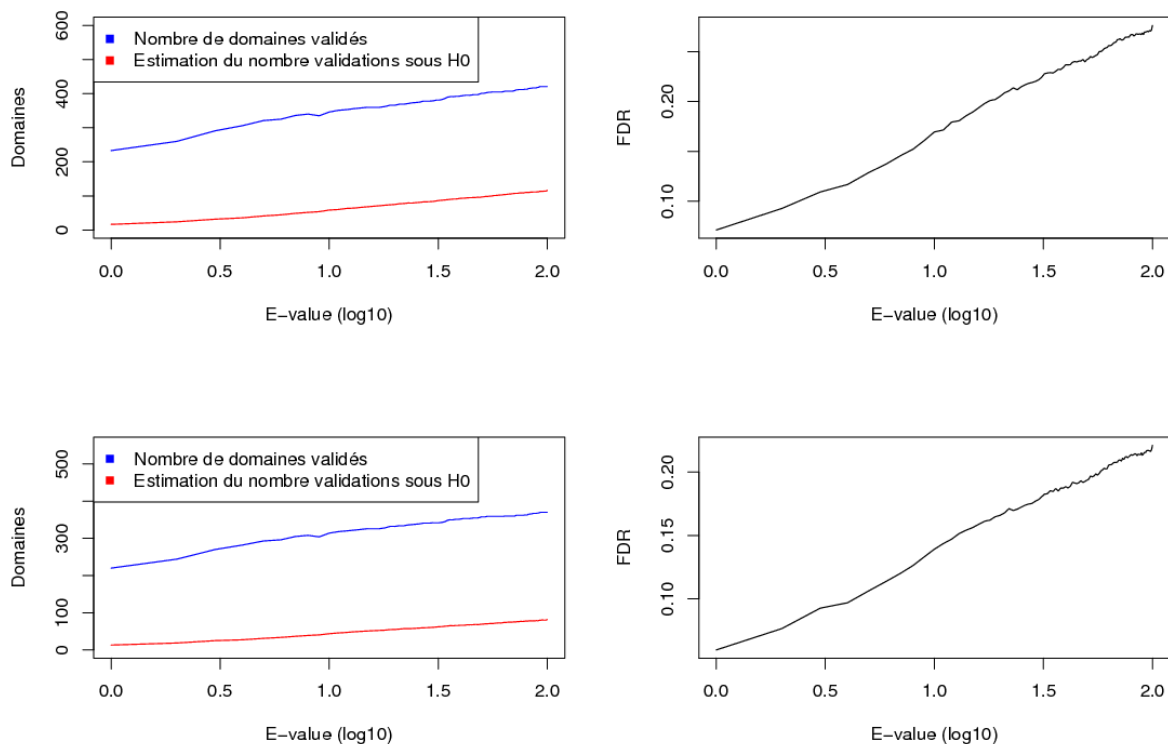 Nombre de domaines validés
Estimation du nombre validations sous H0
Domaines
0
200
400
600
0.0
0.5
1.0
1.5
2.0
E−value (log10)
FDR
0.10
0.20
0.0
0.5
1.0
1.5
2.0
E−value (log10)
Nombre de domaines validés
Estimation du nombre validations sous H0
Domaines
0
100
300
500
0.0
0.5
1.0
1.5
2.0
E−value (log10)
FDR
0.10
0.15
0.20
0.0
0.5
1.0
1.5
2.0
E−value (log10)